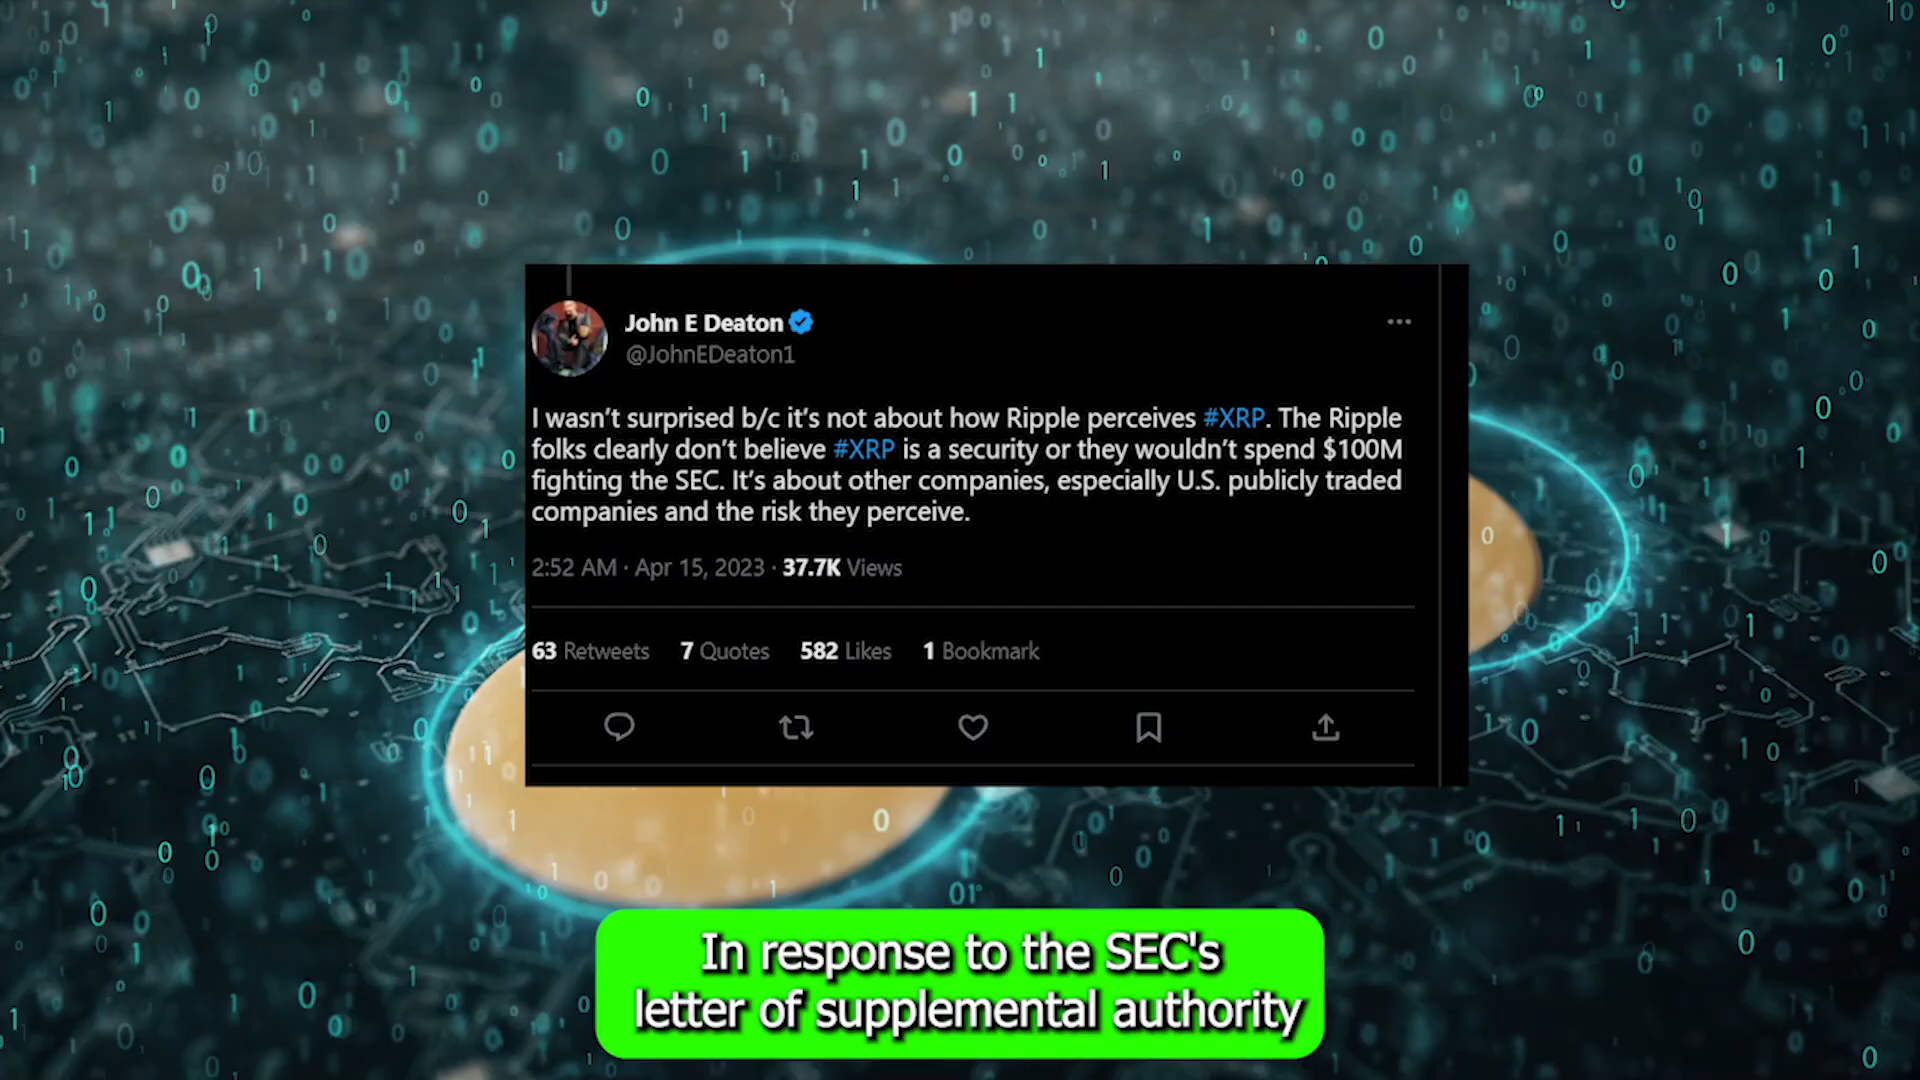 John E Deaton
@JohnEDeaton1
I wasn’t surprised b/c it’s not about how Ripple perceives #XRP. The Ripple
folks clearly don’t believe #XRP is a security or they wouldn’t spend $100M
fighting the SEC. It’s about other companies, especially U.S. publicly traded
companies and the risk they perceive.
2:52 AM · Apr 15, 2023 · 37.7K Views
63 Retweets 7 Quotes 582 Likes 1 Bookmark
In response to the SEC's
letter of supplemental authority